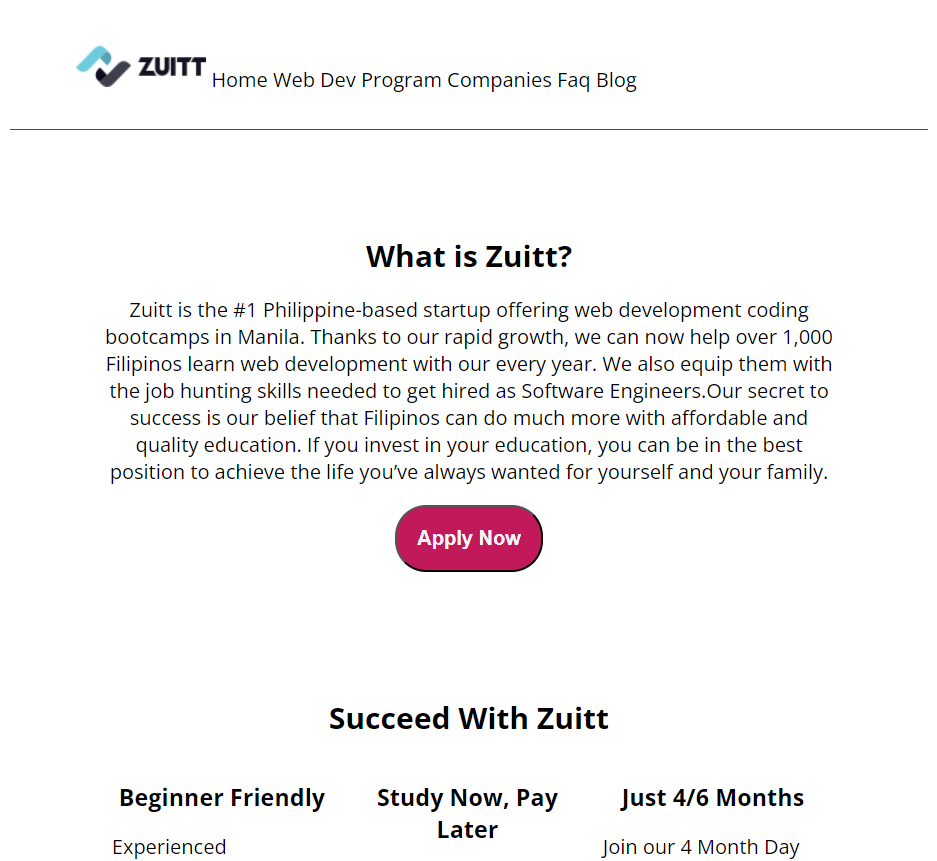 ZUITT Home Web Dev Program Companies Faq Blog
What is Zuitt?
Zuitt is the #1 Philippine-based startup offering web development coding
bootcamps in Manila. Thanks to our rapid growth, we can now help over 1,000
Filipinos learn web development with our every year. We also equip them with
the job hunting skills needed to get hired as Software Engineers.Our secret to
success is our belief that Filipinos can do much more with affordable and
quality education. If you invest in your education, you can be in the best
position to achieve the life you’ve always wanted for yourself and your family.
Apply Now
Succeed With Zuitt
Beginner Friendly
Experienced
Study Now, Pay
Later
Just 4/6 Months
Join our 4 Month Day